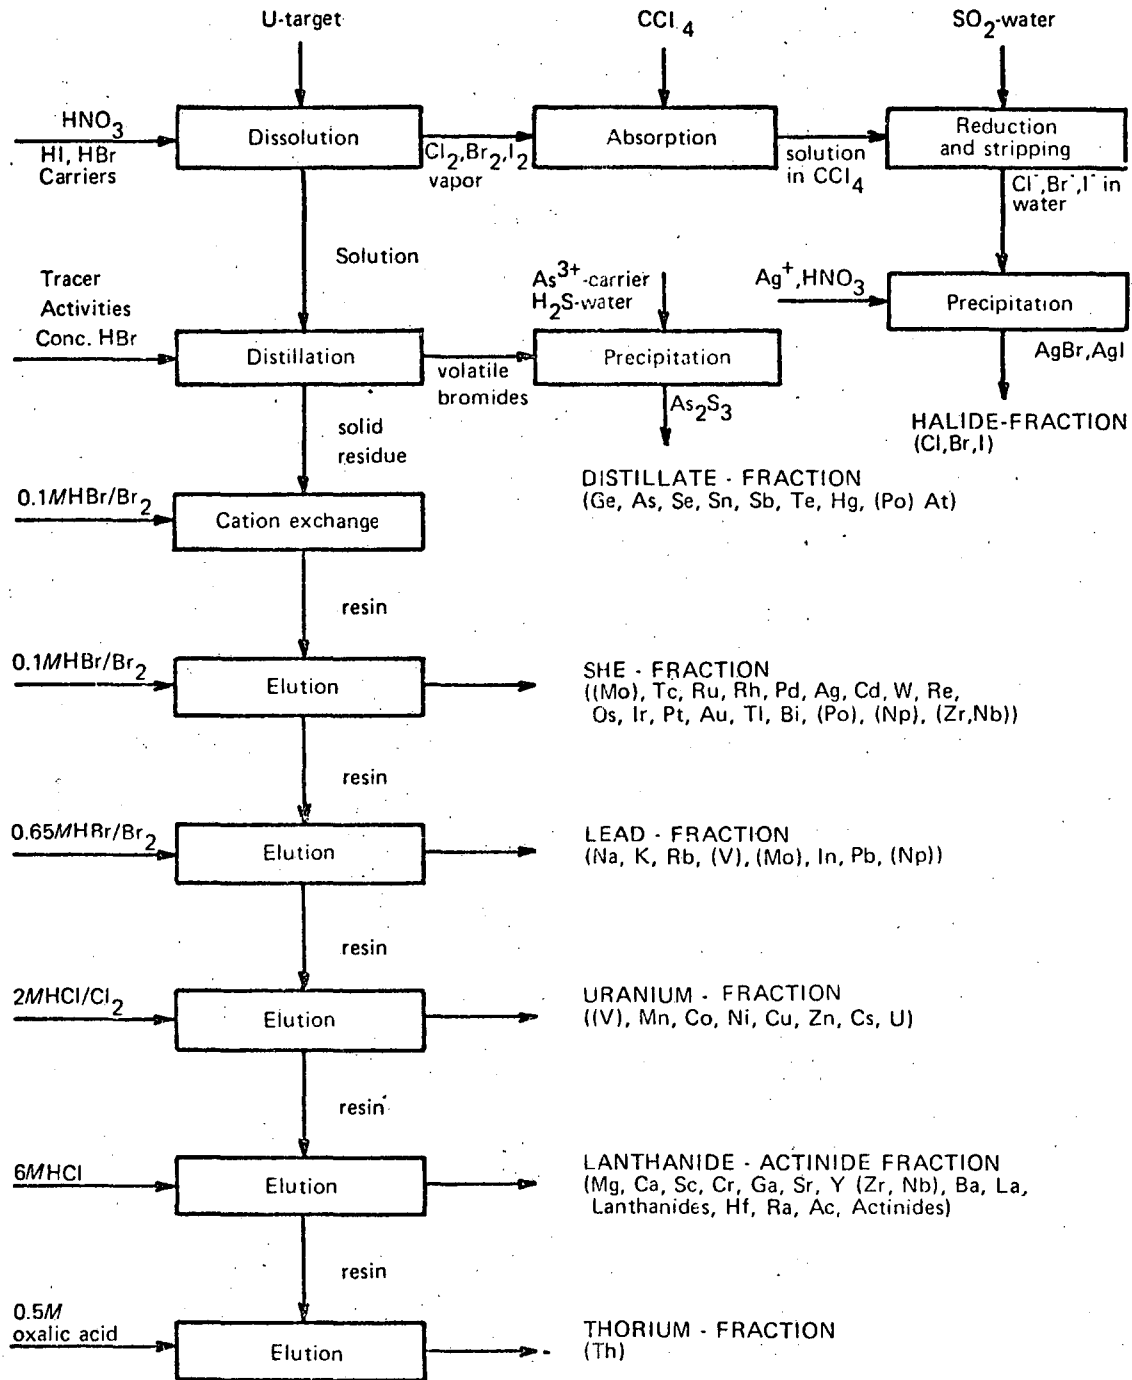 U-target
CCl4
SO2-water
HNO3
HI, HBr
Carriers
Dissolution
Cl2,Br2,I2
vapor
Absorption
solution
in CCl4
Reduction
and stripping
Cl-,Br-,I- in
water
Solution
Tracer
Activities
Conc. HBr
Distillation
volatile
bromides
As3+-carrier
H2S-water
Precipitation
As2S3
Ag+,HNO3
Precipitation
AgBr,AgI
HALIDE-FRACTION
(Cl,Br,I)
solid
residue
DISTILLATE - FRACTION
(Ge, As, Se, Sn, Sb, Te, Hg, (Po) At)
0.1MHBr/Br2
Cation exchange
resin
0.1MHBr/Br2
Elution
SHE - FRACTION
((Mo), Tc, Ru, Rh, Pd, Ag, Cd, W, Re,
Os, Ir, Pt, Au, Tl, Bi, (Po), (Np), (Zr,Nb))
resin
0.65MHBr/Br2
Elution
LEAD - FRACTION
(Na, K, Rb, (V), (Mo), In, Pb, (Np))
resin
2MHCl/Cl2
Elution
URANIUM - FRACTION
((V), Mn, Co, Ni, Cu, Zn, Cs, U)
resin
6MHCl
Elution
LANTHANIDE - ACTINIDE FRACTION
(Mg, Ca, Sc, Cr, Ga, Sr, Y (Zr, Nb), Ba, La,
Lanthanides, Hf, Ra, Ac, Actinides)
resin
0.5M
oxalic acid
Elution
THORIUM - FRACTION
(Th)